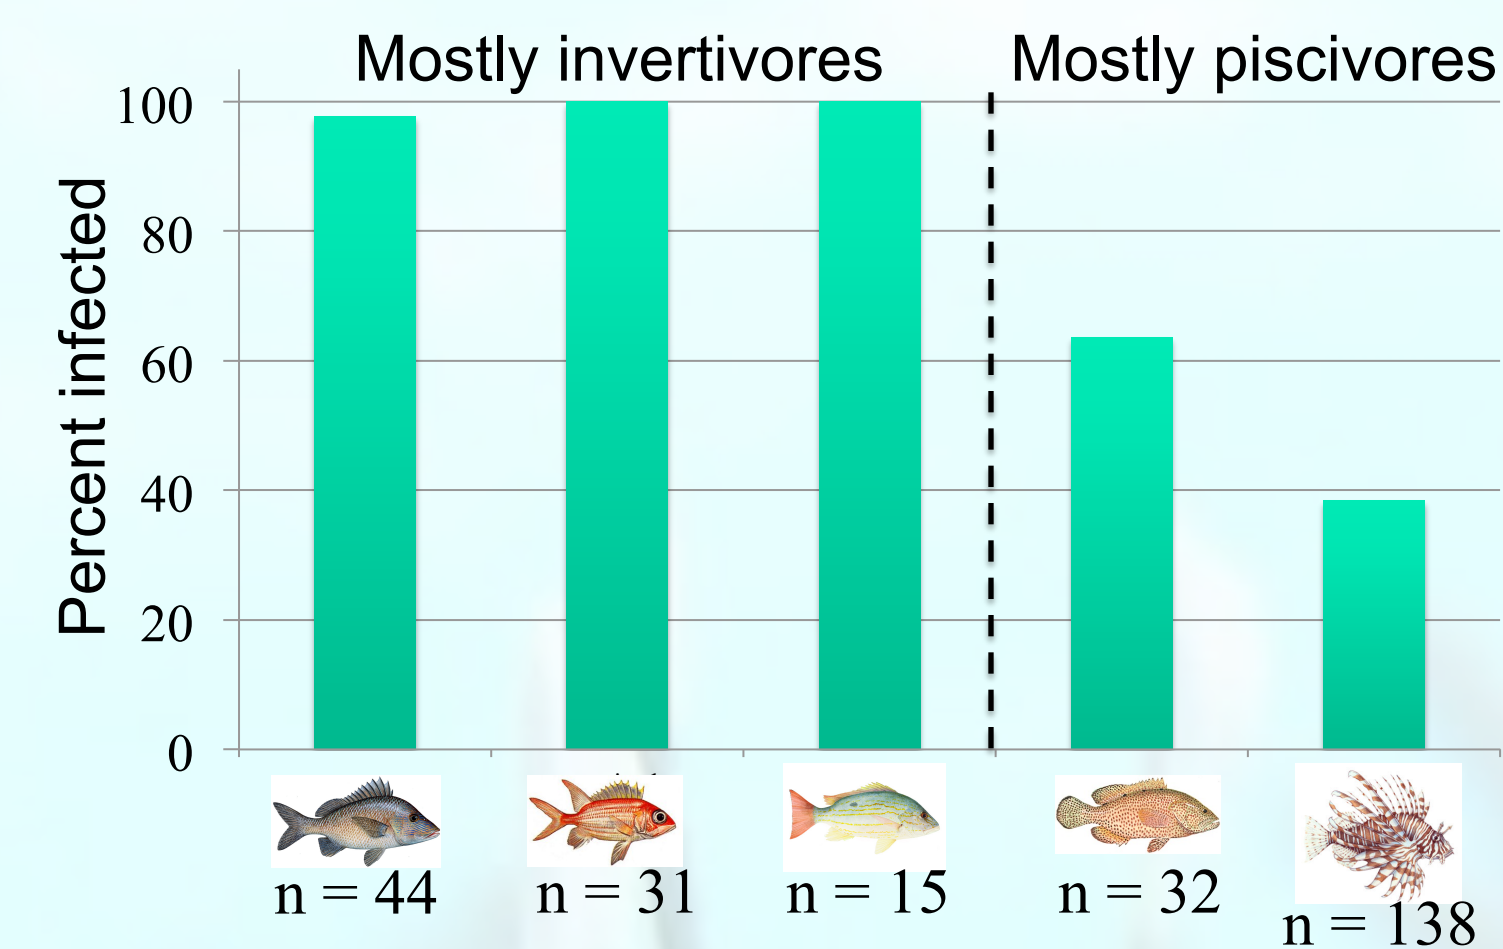 Mostly invertivores
Mostly piscivores
Percent infected
100
80
60
40
20
0
n = 44
n = 31
n = 15
n = 32
n = 138